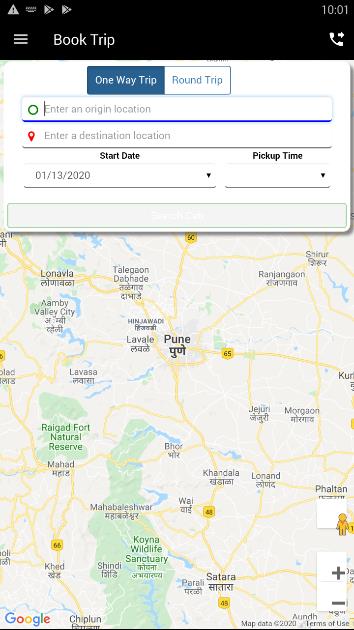 10:01
Book Trip
One Way Trip Round Trip
Enter an origin location
Enter a destination location
Start Date Pickup Time
01/13/2020
Search Cab
60
Shirur
शिरूर
Lonavla
लोणावळा
Talegaon
Dabhade
तळेगाव
दाभाडे
Ranjangaon
राजणगाव
Aamby
Valley City
HINJAWADI
हिंजवडी
Lavale
लवळे
Pune
पुणे
65
Lavasa
लवासा
Jejuri
जेजुरी
Morgaon
मोरगाव
Raigad Fort
Natural
Reserve
Mahad
महाड
Bhor
भोर
Khandala
खंडाळा
Lonand
लोणंद
Phaltan
फलटण
Mahabaleshwar
महाबळेश्वर
Wai
वाई
48
66
Koyna
Wildlife
Sanctuary
कोयना
अभयारण्य
Khed
खेड
Shindi
शिंदी
Satara
सातारा
Parali
परळी
48
Chiplun
Aundh
Google
Map data ©2020 Terms of Use